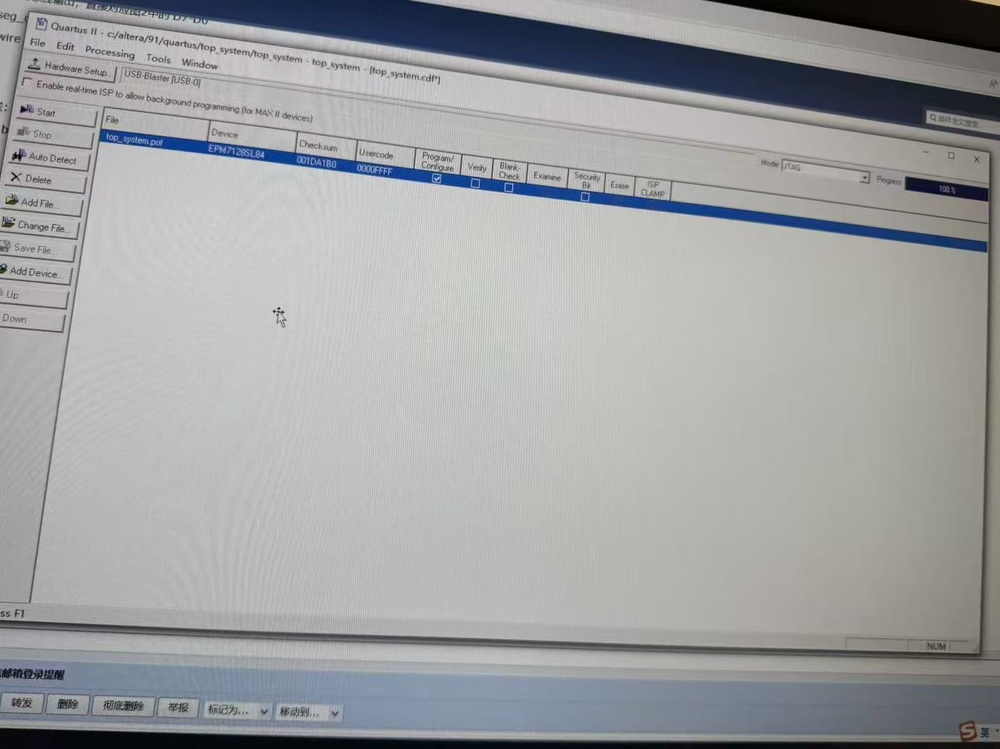 直接对应图2中的 D7-D0
seg_
wire
Quartus II - c:/altera/91/quartus/top_system/top_system - top_system - [top_system.cdf*]
File Edit Processing Tools Window
Hardware Setup... USB-Blaster [USB-0]
Enable real-time ISP to allow background programming (for MAX II devices)
Mode: JTAG Progress: 100%
邮件全文搜索
Start
Stop
Auto Detect
Delete
Add File...
Change File...
Save File...
Add Device...
Up
Down
File Device Checksum Usercode Program/Configure Verify Blank-Check Examine Security Bit Erase ISP CLAMP
top_system.pof EPM7128SL84 001DA1B0 0000FFFF
ss F1
NUM
邮箱登录提醒
转发 删除 彻底删除 举报 标记为... 移动到...
英